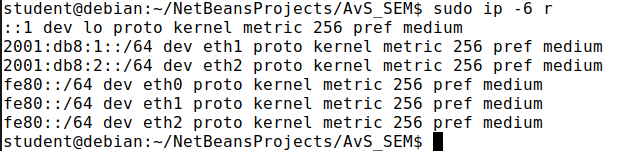 student@debian:~/NetBeansProjects/AvS_SEM$ sudo ip -6 r
::1 dev lo proto kernel metric 256 pref medium
2001:db8:1::/64 dev eth1 proto kernel metric 256 pref medium
2001:db8:2::/64 dev eth2 proto kernel metric 256 pref medium
fe80::/64 dev eth0 proto kernel metric 256 pref medium
fe80::/64 dev eth1 proto kernel metric 256 pref medium
fe80::/64 dev eth2 proto kernel metric 256 pref medium
student@debian:~/NetBeansProjects/AvS_SEM$